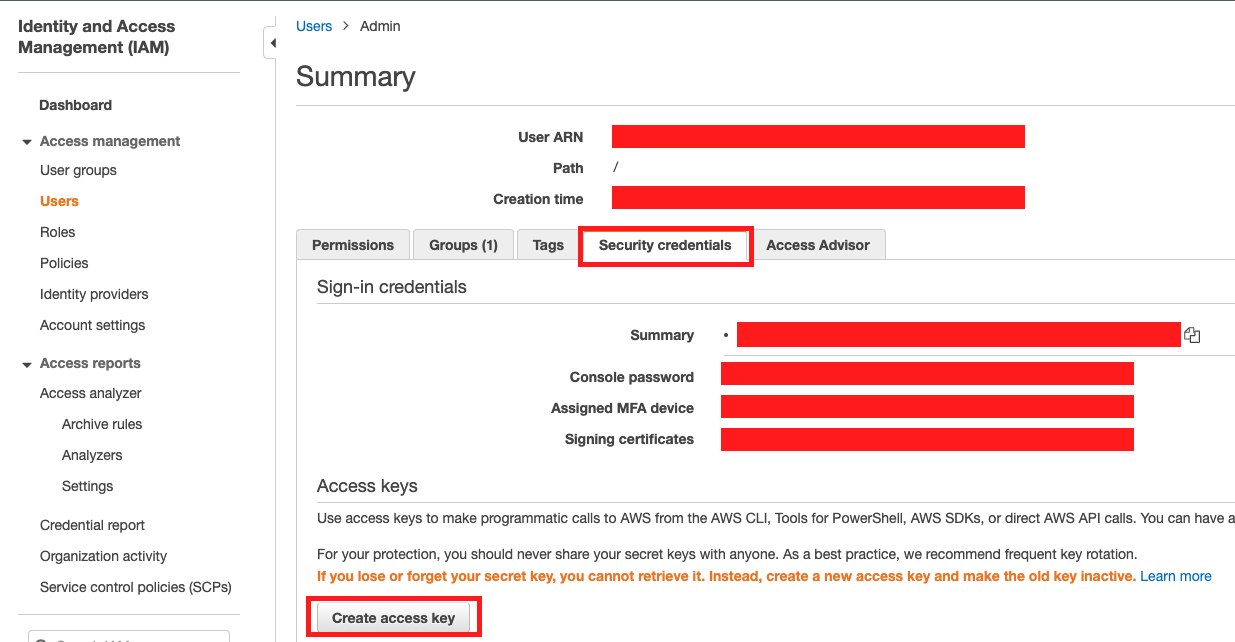 Identity and Access
Management (IAM)
Dashboard
Access management
User groups
Users
Roles
Policies
Identity providers
Account settings
Access reports
Access analyzer
Archive rules
Analyzers
Settings
Credential report
Organization activity
Service control policies (SCPs)
Users > Admin
Summary
User ARN
Path /
Creation time
Permissions Groups (1) Tags Security credentials Access Advisor
Sign-in credentials
Summary •
Console password
Assigned MFA device
Signing certificates
Access keys
Use access keys to make programmatic calls to AWS from the AWS CLI, Tools for PowerShell, AWS SDKs, or direct AWS API calls. You can have a
For your protection, you should never share your secret keys with anyone. As a best practice, we recommend frequent key rotation.
If you lose or forget your secret key, you cannot retrieve it. Instead, create a new access key and make the old key inactive. Learn more
Create access key